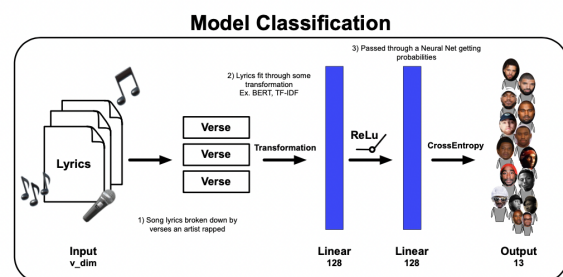 Model Classification
3) Passed through a Neural Net getting
probabilities
2) Lyrics fit through some
transformation
Ex. BERT, TF-IDF
Lyrics
Verse
Verse
Verse
Transformation
ReLu
CrossEntropy
1) Song lyrics broken down by
verses an artist rapped
Input
v_dim
Linear
128
Linear
128
Output
13